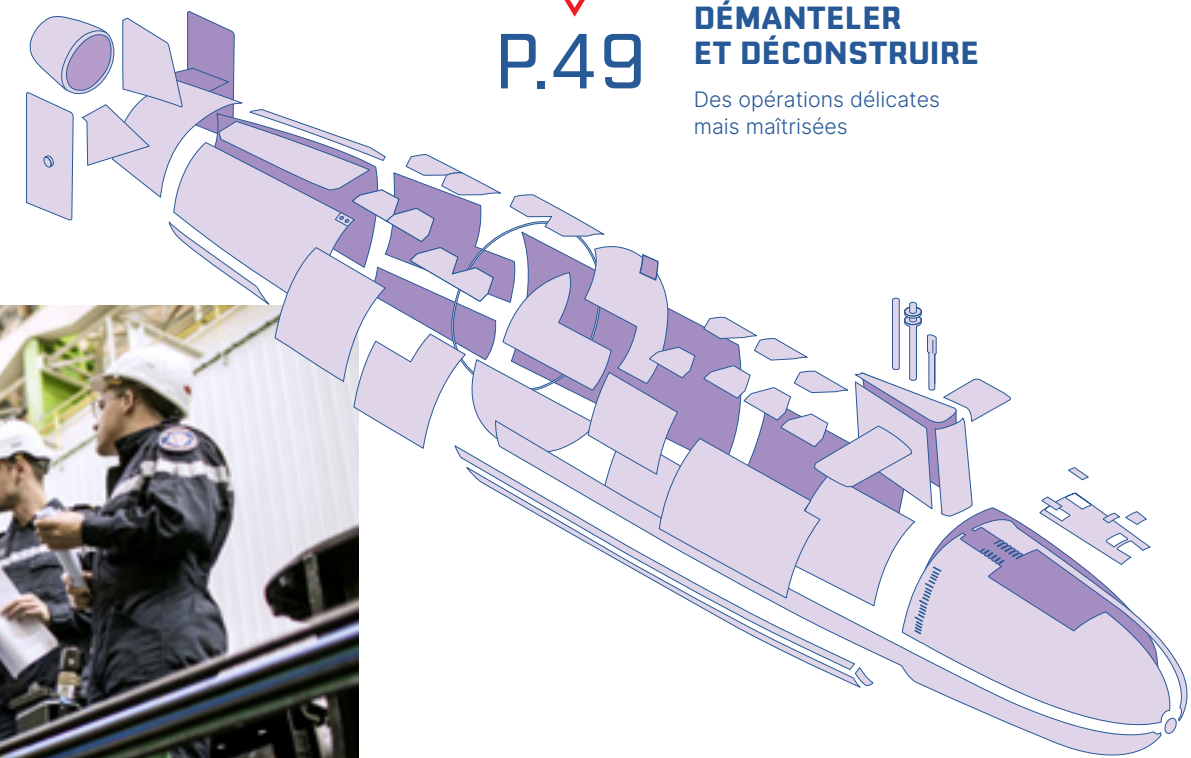 P.49
DÉMANTELER
ET DÉCONSTRUIRE
Des opérations délicates
mais maîtrisées